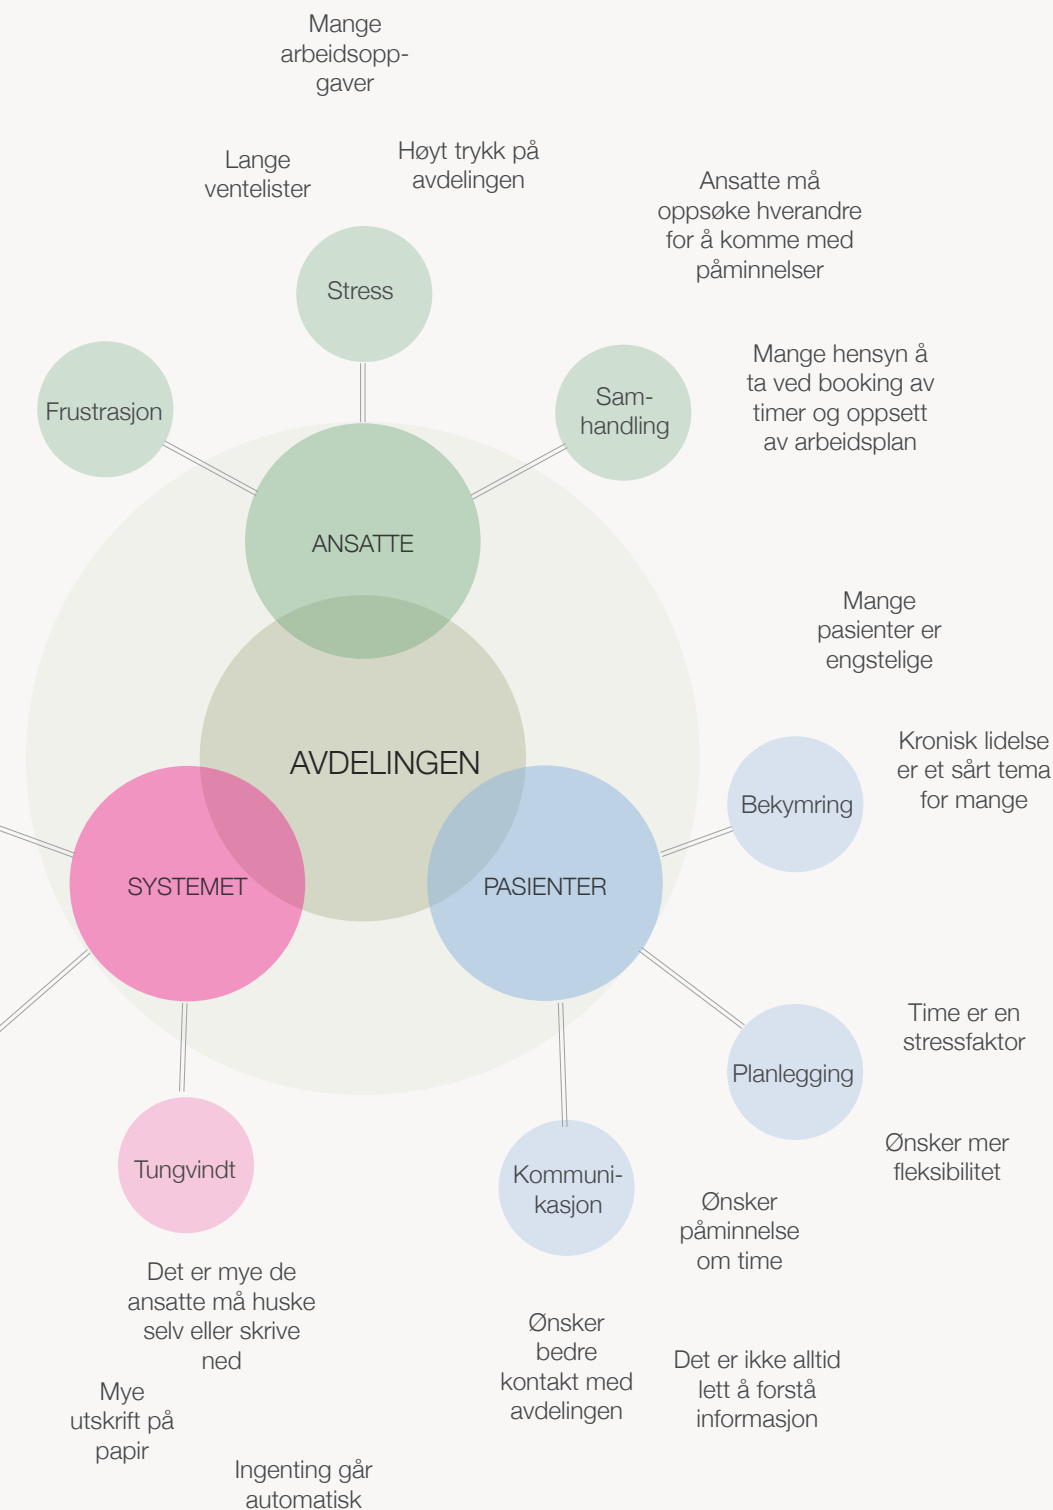 Mange
arbeidsopp-
gaver
Lange
ventelister
Høyt trykk på
avdelingen
Ansatte må
oppsøke hverandre
for å komme med
påminnelser
Stress
Frustrasjon
Sam-
handling
Mange hensyn å
ta ved booking av
timer og oppsett
av arbeidsplan
ANSATTE
Mange
pasienter er
engstelige
AVDELINGEN
Kronisk lidelse
er et sårt tema
for mange
Bekymring
SYSTEMET
PASIENTER
Time er en
stressfaktor
Planlegging
Ønsker mer
fleksibilitet
Tungvindt
Kommuni-
kasjon
Ønsker
påminnelse
om time
Det er mye de
ansatte må huske
selv eller skrive
ned
Ønsker
bedre
kontakt med
avdelingen
Det er ikke alltid
lett å forstå
informasjon
Mye
utskrift på
papir
Ingenting går
automatisk